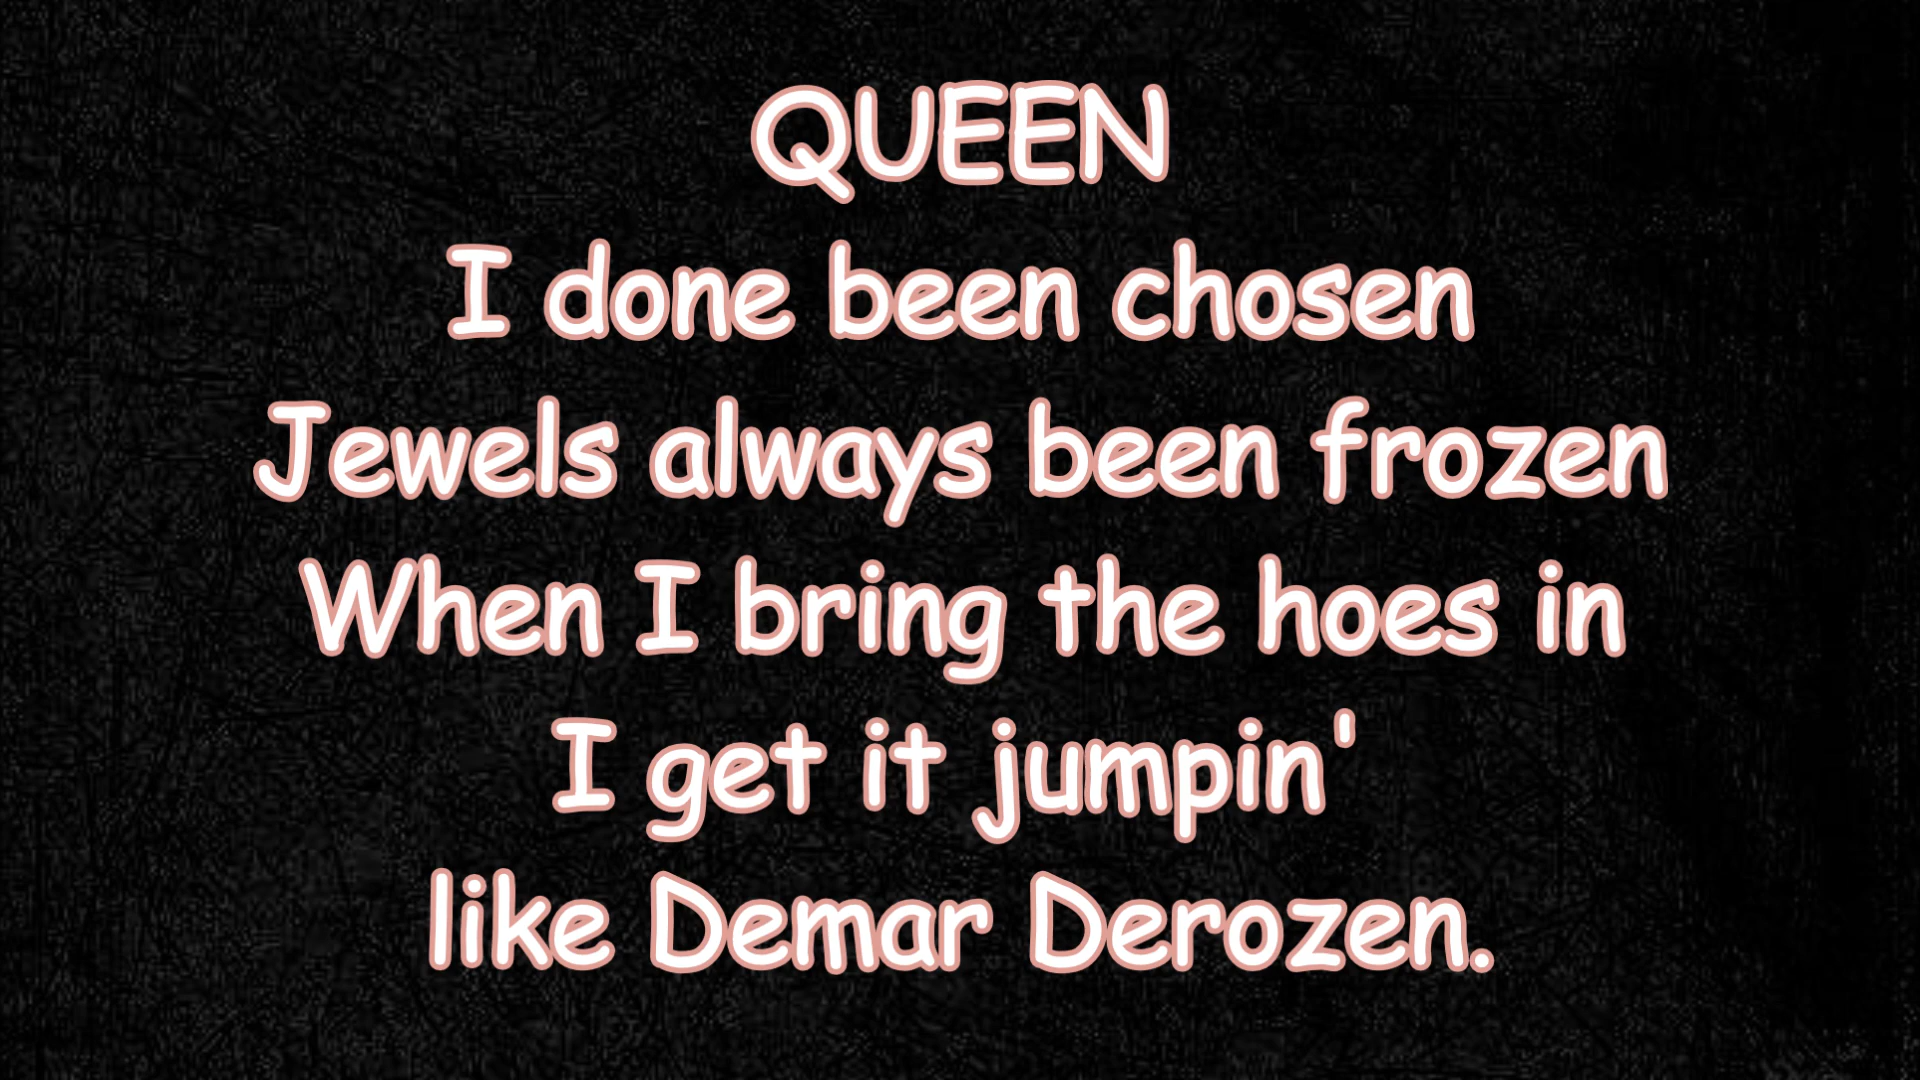 QUEEN
I done been chosen
Jewels always been frozen
When I bring the hoes in
I get it jumpin'
like Demar Derozen.